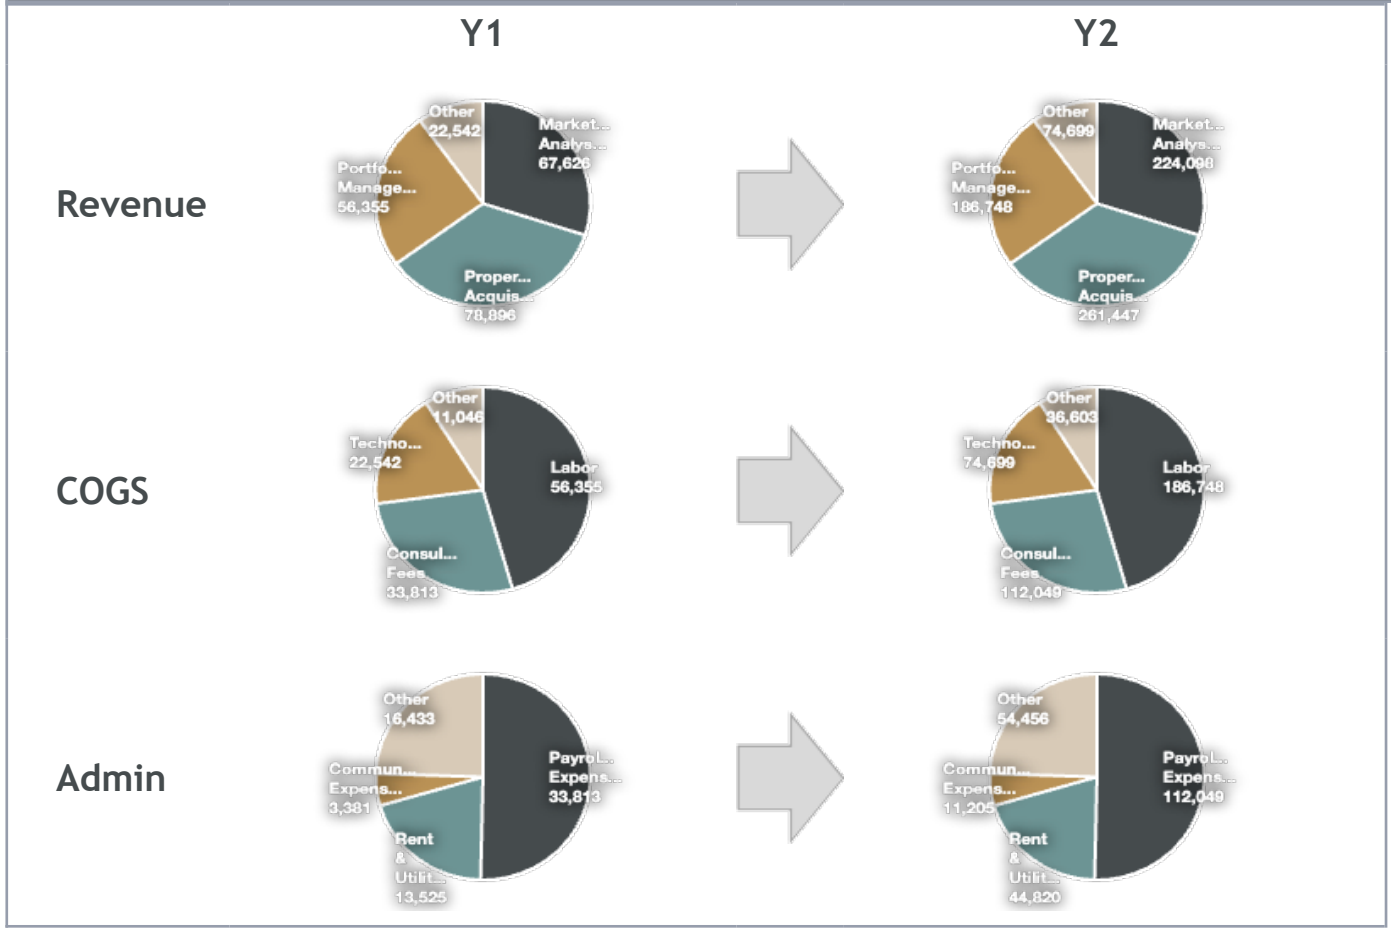 Y1
Y2
Revenue
Other
22,542
Market...
Analys...
67,626
Portfo...
Manage...
56,355
Proper...
Acquis...
78,896
Other
74,699
Market...
Analys...
224,098
Portfo...
Manage...
186,748
Proper...
Acquis...
261,447
COGS
Other
11,046
Techno...
22,542
Labor
56,355
Consul...
Fees
33,813
Other
36,603
Techno...
74,699
Labor
186,748
Consul...
Fees
112,049
Admin
Other
16,433
Payrol...
Expens...
33,813
Commun...
Expens...
3,381
Rent
&
Utilit...
13,525
Other
54,456
Payrol...
Expens...
112,049
Commun...
Expens...
11,205
Rent
&
Utilit...
44,820